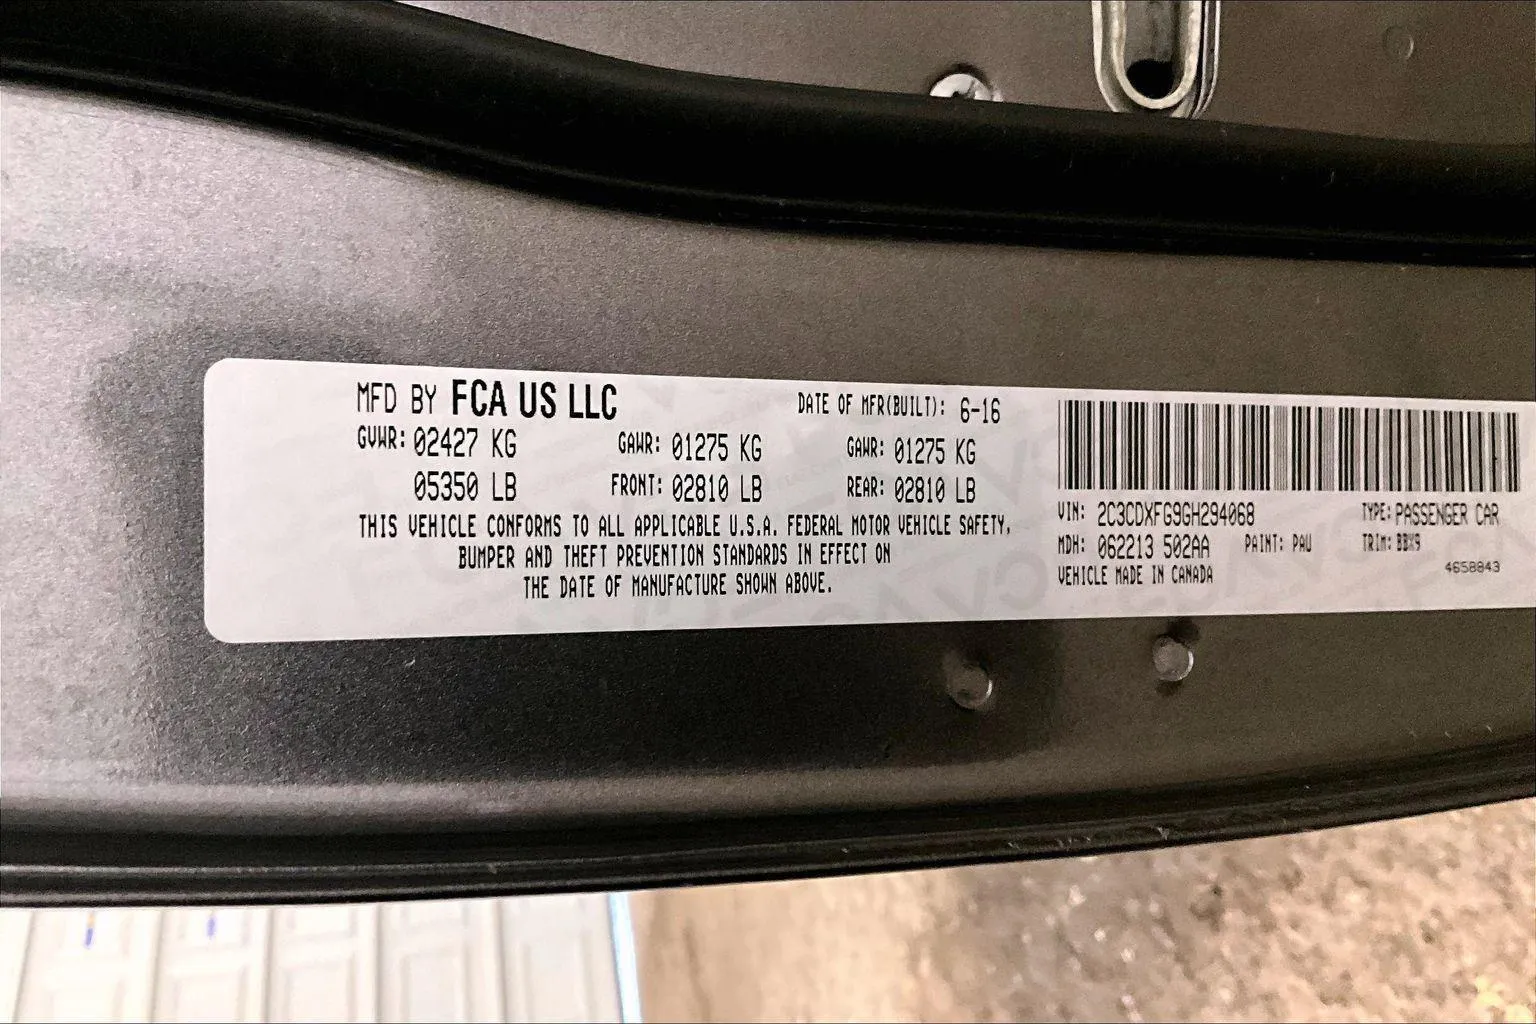 MFD BY FCA US LLC DATE OF MFR(BUILT): 6-16
GVWR: 02427 KG GAWR: 01275 KG GAWR: 01275 KG
05350 LB FRONT: 02810 LB REAR: 02810 LB
THIS VEHICLE CONFORMS TO ALL APPLICABLE U.S.A. FEDERAL MOTOR VEHICLE SAFETY,
BUMPER AND THEFT PREVENTION STANDARDS IN EFFECT ON
THE DATE OF MANUFACTURE SHOWN ABOVE.
VIN: 2C3CDXFG9GH294068 TYPE: PASSENGER CAR
MDH: 062213 502AA PAINT: PAU TRIM: BBX9
VEHICLE MADE IN CANADA 4658843